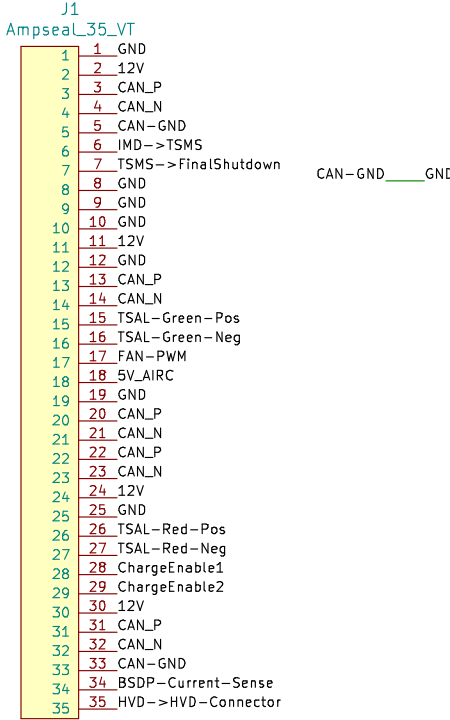 J1
Ampseal_35_VT
1 1 GND
2 2 12V
3 3 CAN_P
4 4 CAN_N
5 5 CAN-GND
6 6 IMD->TSMS
7 7 TSMS->FinalShutdown
CAN-GND GND
8 8 GND
9 9 GND
10 10 GND
11 11 12V
12 12 GND
13 13 CAN_P
14 14 CAN_N
15 15 TSAL-Green-Pos
16 16 TSAL-Green-Neg
17 17 FAN-PWM
18 18 5V_AIRC
19 19 GND
20 20 CAN_P
21 21 CAN_N
22 22 CAN_P
23 23 CAN_N
24 24 12V
25 25 GND
26 26 TSAL-Red-Pos
27 27 TSAL-Red-Neg
28 28 ChargeEnable1
29 29 ChargeEnable2
30 30 12V
31 31 CAN_P
32 32 CAN_N
33 33 CAN-GND
34 34 BSDP-Current-Sense
35 35 HVD->HVD-Connector